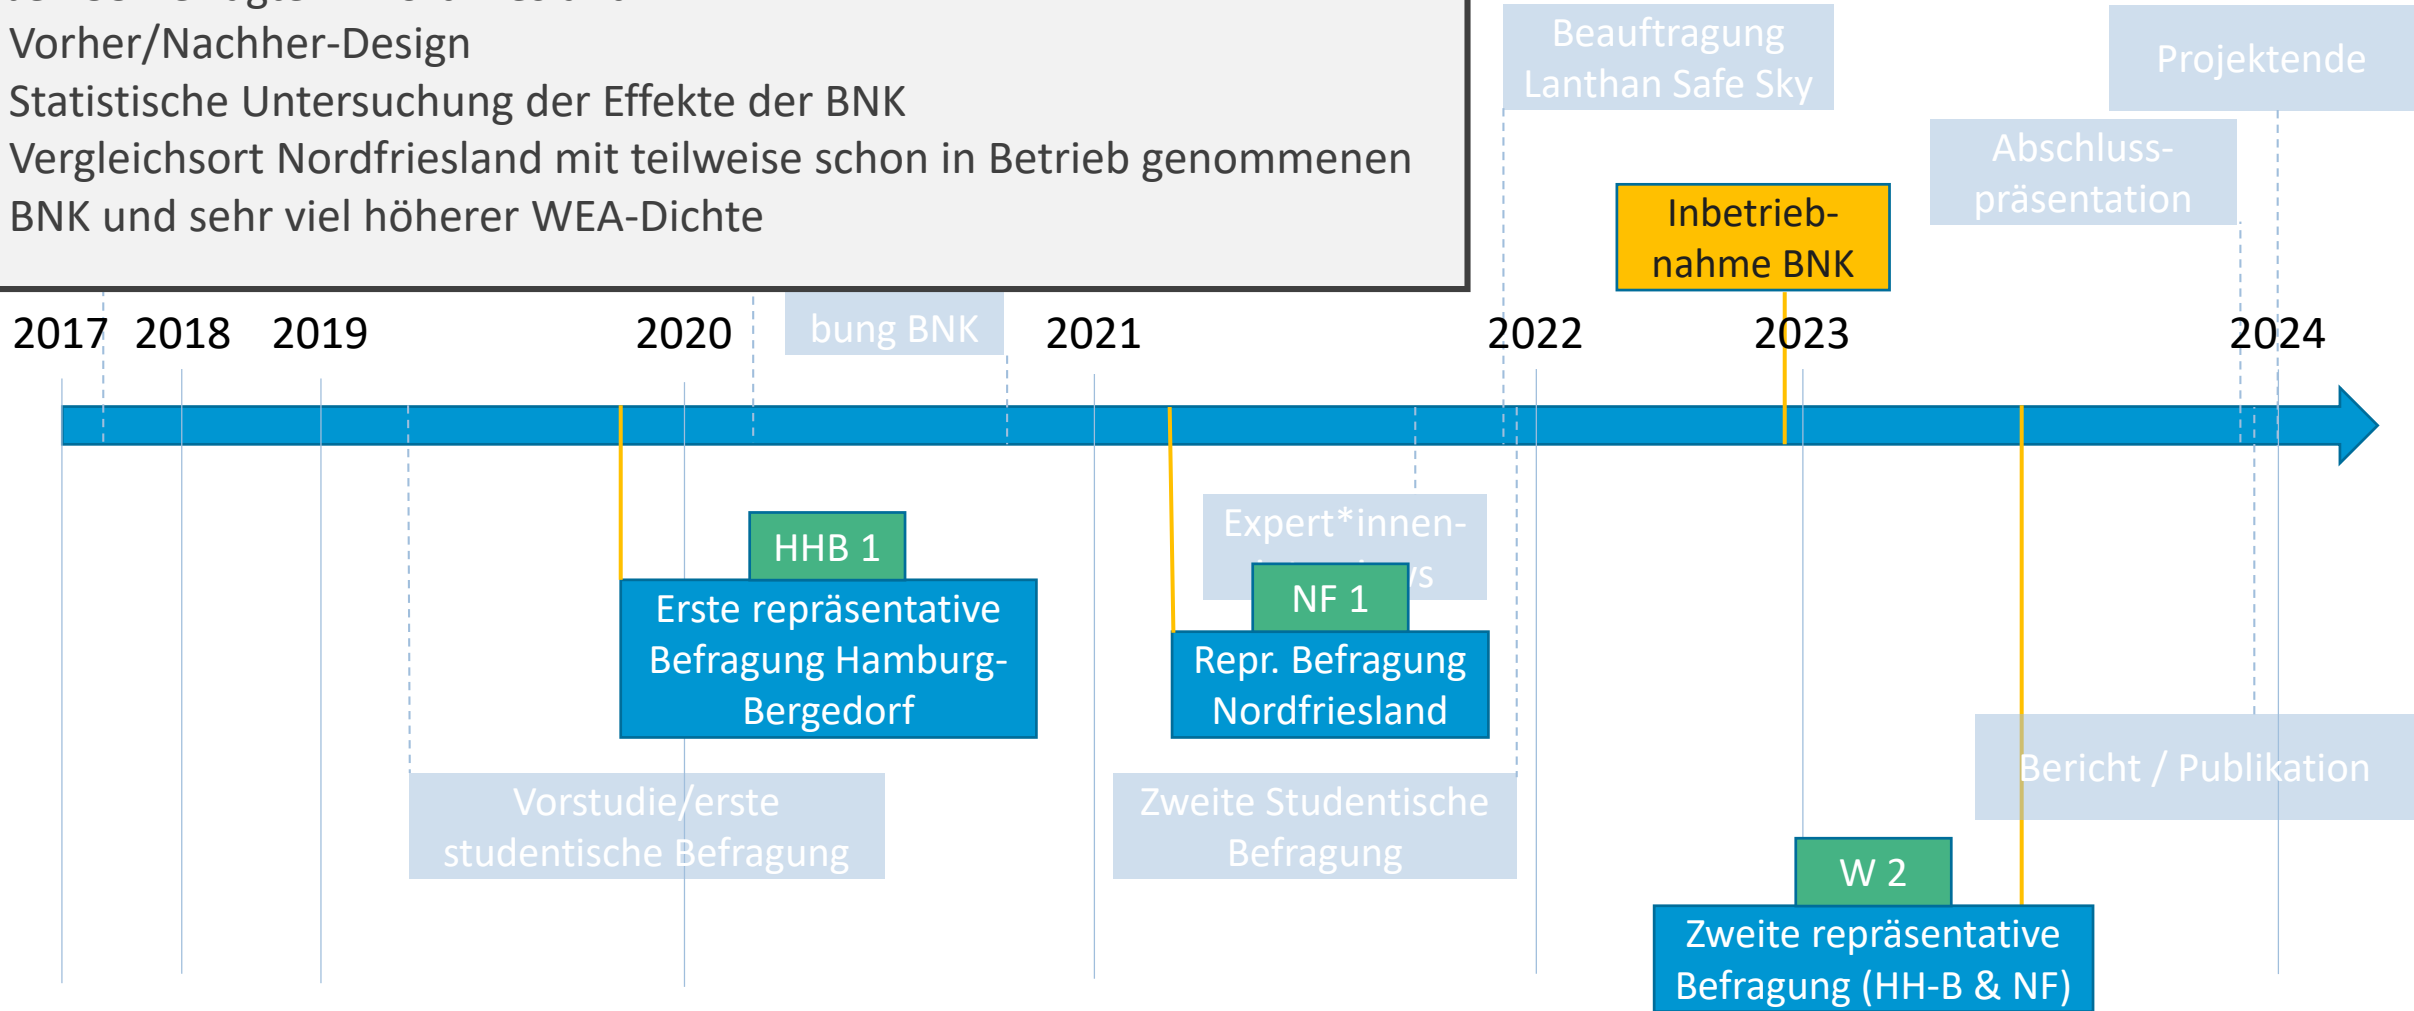 Vorher/Nachher-Design
Statistische Untersuchung der Effekte der BNK
Vergleichsort Nordfriesland mit teilweise schon in Betrieb genommenen
BNK und sehr viel höherer WEA-Dichte
Beauftragung
Lanthan Safe Sky
Projektende
Abschluss-
präsentation
Inbetrieb-
nahme BNK
bung BNK
2017
2018
2019
2020
2021
2022
2023
2024
HHB 1
Erste repräsentative
Befragung Hamburg-
Bergedorf
Expert*innen-
NF 1
Repr. Befragung
Nordfriesland
Vorstudie/erste
studentische Befragung
Zweite Studentische
Befragung
Bericht / Publikation
W 2
Zweite repräsentative
Befragung (HH-B & NF)